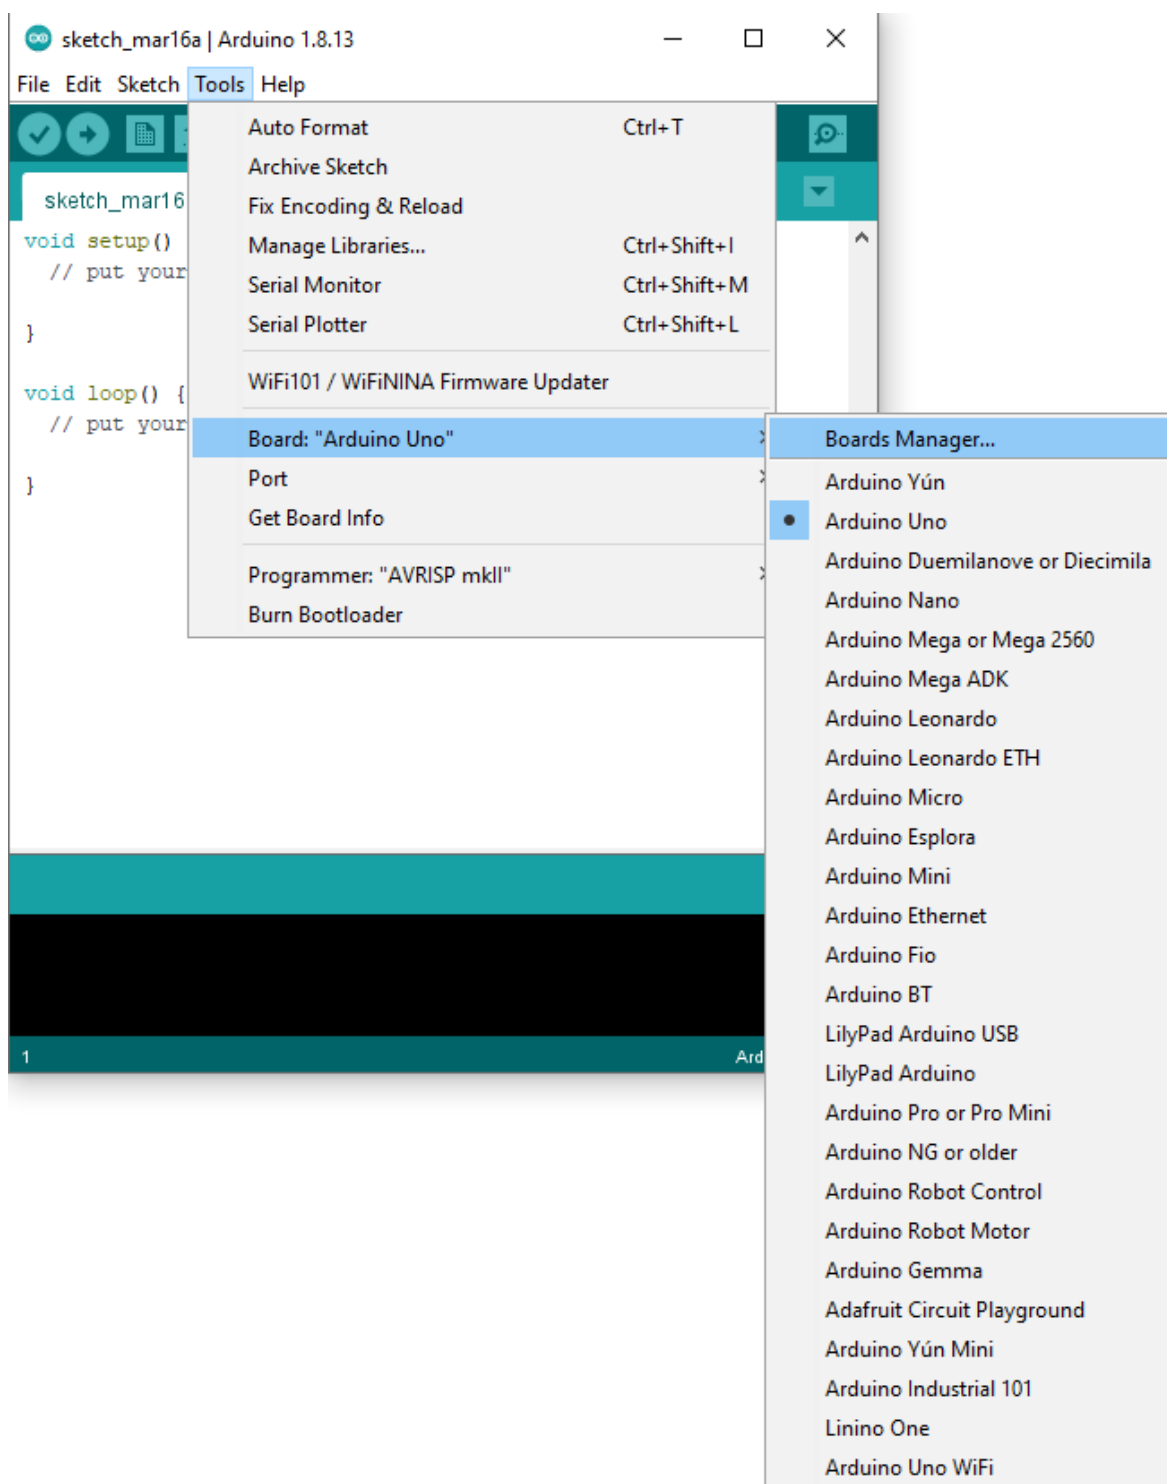 sketch_mar16a | Arduino 1.8.13
File Edit Sketch Tools Help
sketch_mar16
void setup()
// put your
}
void loop() {
// put your
}
Auto Format Ctrl+T
Archive Sketch
Fix Encoding & Reload
Manage Libraries... Ctrl+Shift+I
Serial Monitor Ctrl+Shift+M
Serial Plotter Ctrl+Shift+L
WiFi101 / WiFiNINA Firmware Updater
Board: "Arduino Uno"
Port
Get Board Info
Programmer: "AVRISP mkII"
Burn Bootloader
Boards Manager...
Arduino Yún
Arduino Uno
Arduino Duemilanove or Diecimila
Arduino Nano
Arduino Mega or Mega 2560
Arduino Mega ADK
Arduino Leonardo
Arduino Leonardo ETH
Arduino Micro
Arduino Esplora
Arduino Mini
Arduino Ethernet
Arduino Fio
Arduino BT
LilyPad Arduino USB
LilyPad Arduino
Arduino Pro or Pro Mini
Arduino NG or older
Arduino Robot Control
Arduino Robot Motor
Arduino Gemma
Adafruit Circuit Playground
Arduino Yún Mini
Arduino Industrial 101
Linino One
Arduino Uno WiFi
1 Ard